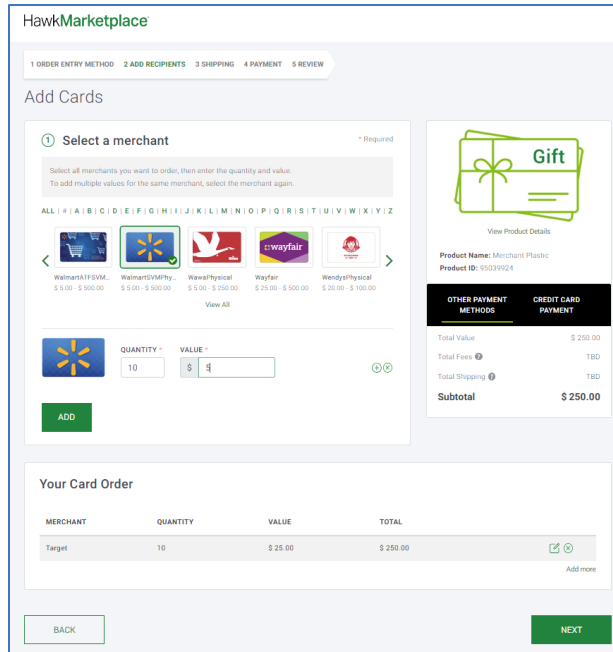 HawkMarketplace
1 ORDER ENTRY METHOD 2 ADD RECIPIENTS 3 SHIPPING 4 PAYMENT 5 REVIEW
Add Cards
1 Select a merchant * Required
Select all merchants you want to order, then enter the quantity and value.
To add multiple values for the same merchant, select the merchant again.
ALL | # | A | B | C | D | E | F | G | H | I | J | K | L | M | N | O | P | Q | R | S | T | U | V | W | X | Y | Z
wayfair
WalmartATFSVM... WalmartSVMPhy... WawaPhysical Wayfair WendysPhysical
$ 5.00 - $ 500.00 $ 5.00 - $ 500.00 $ 5.00 - $ 250.00 $ 25.00 - $ 500.00 $ 20.00 - $ 100.00
View All
QUANTITY * VALUE *
10 $ 5
ADD
Gift
View Product Details
Product Name: Merchant Plastic
Product ID: 95039924
OTHER PAYMENT METHODS CREDIT CARD PAYMENT
Total Value $ 250.00
Total Fees ? TBD
Total Shipping ? TBD
Subtotal $ 250.00
Your Card Order
MERCHANT QUANTITY VALUE TOTAL
Target 10 $ 25.00 $ 250.00
Add more
BACK NEXT